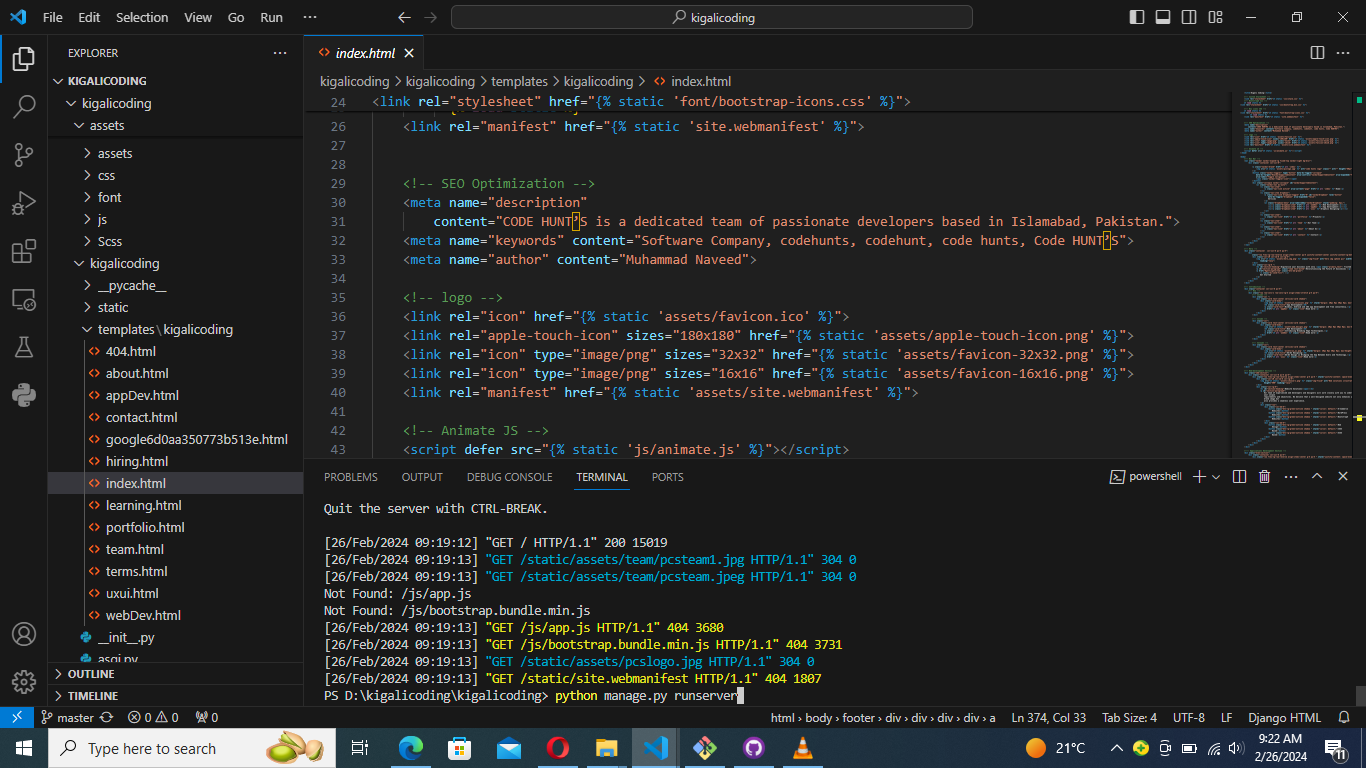 File Edit Selection View Go Run ···
kigalicoding
EXPLORER
KIGALICODING
kigalicoding
assets
assets
css
font
js
Scss
kigalicoding
__pycache__
static
templates \ kigalicoding
404.html
about.html
appDev.html
contact.html
google6d0aa350773b513e.html
hiring.html
index.html
learning.html
portfolio.html
team.html
terms.html
uxui.html
webDev.html
__init__.py
asgi.py
OUTLINE
TIMELINE
index.html
kigalicoding > kigalicoding > templates > kigalicoding > index.html
24 <link rel="stylesheet" href="{% static 'font/bootstrap-icons.css' %}">
26 <link rel="manifest" href="{% static 'site.webmanifest' %}">
27
28
29 <!-- SEO Optimization -->
30 <meta name="description"
31 content="CODE HUNT’S is a dedicated team of passionate developers based in Islamabad, Pakistan.">
32 <meta name="keywords" content="Software Company, codehunts, codehunt, code hunts, Code HUNT’S">
33 <meta name="author" content="Muhammad Naveed">
34
35 <!-- logo -->
36 <link rel="icon" href="{% static 'assets/favicon.ico' %}">
37 <link rel="apple-touch-icon" sizes="180x180" href="{% static 'assets/apple-touch-icon.png' %}">
38 <link rel="icon" type="image/png" sizes="32x32" href="{% static 'assets/favicon-32x32.png' %}">
39 <link rel="icon" type="image/png" sizes="16x16" href="{% static 'assets/favicon-16x16.png' %}">
40 <link rel="manifest" href="{% static 'assets/site.webmanifest' %}">
41
42 <!-- Animate JS -->
43 <script defer src="{% static 'js/animate.js' %}"></script>
PROBLEMS OUTPUT DEBUG CONSOLE TERMINAL PORTS
powershell
Quit the server with CTRL-BREAK.
[26/Feb/2024 09:19:12] "GET / HTTP/1.1" 200 15019
[26/Feb/2024 09:19:13] "GET /static/assets/team/pcsteam1.jpg HTTP/1.1" 304 0
[26/Feb/2024 09:19:13] "GET /static/assets/team/pcsteam.jpeg HTTP/1.1" 304 0
Not Found: /js/app.js
Not Found: /js/bootstrap.bundle.min.js
[26/Feb/2024 09:19:13] "GET /js/app.js HTTP/1.1" 404 3680
[26/Feb/2024 09:19:13] "GET /js/bootstrap.bundle.min.js HTTP/1.1" 404 3731
[26/Feb/2024 09:19:13] "GET /static/assets/pcslogo.jpg HTTP/1.1" 304 0
[26/Feb/2024 09:19:13] "GET /static/site.webmanifest HTTP/1.1" 404 1807
PS D:\kigalicoding\kigalicoding> python manage.py runserver
master 0 0 0 html > body > footer > div > div > div > div > a Ln 374, Col 33 Tab Size: 4 UTF-8 LF Django HTML
Type here to search
21°C
9:22 AM
2/26/2024
11